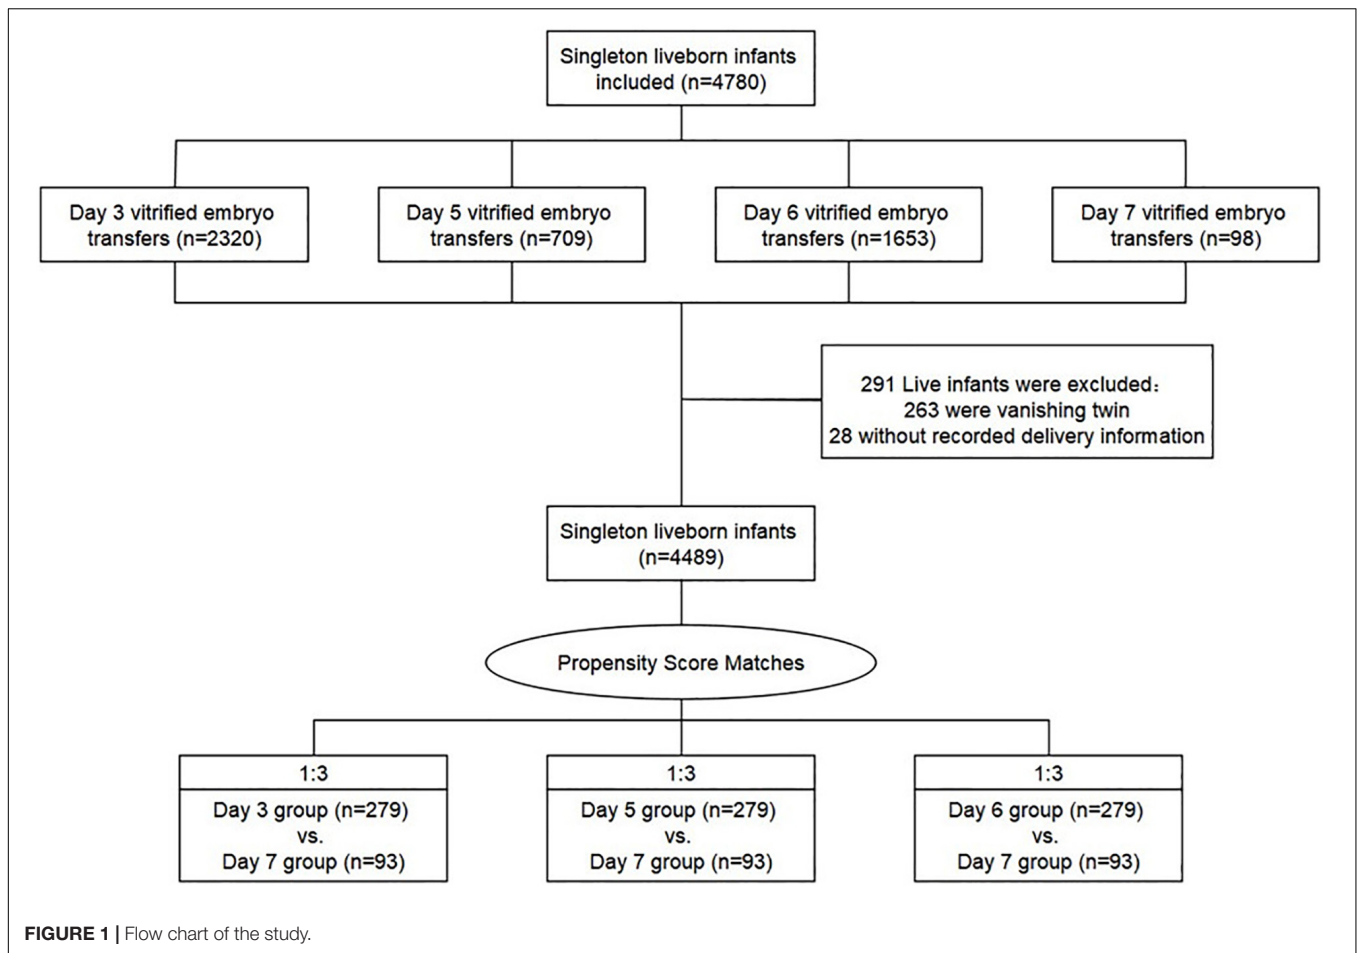 Singleton liveborn infants
included (n=4780)
Day 3 vitrified embryo
transfers (n=2320)
Day 5 vitrified embryo
transfers (n=709)
Day 6 vitrified embryo
transfers (n=1653)
Day 7 vitrified embryo
transfers (n=98)
291 Live infants were excluded：
263 were vanishing twin
28 without recorded delivery information
Singleton liveborn infants
(n=4489)
Propensity Score Matches
1:3
Day 3 group (n=279)
vs.
Day 7 group (n=93)
1:3
Day 5 group (n=279)
vs.
Day 7 group (n=93)
1:3
Day 6 group (n=279)
vs.
Day 7 group (n=93)
FIGURE 1 | Flow chart of the study.